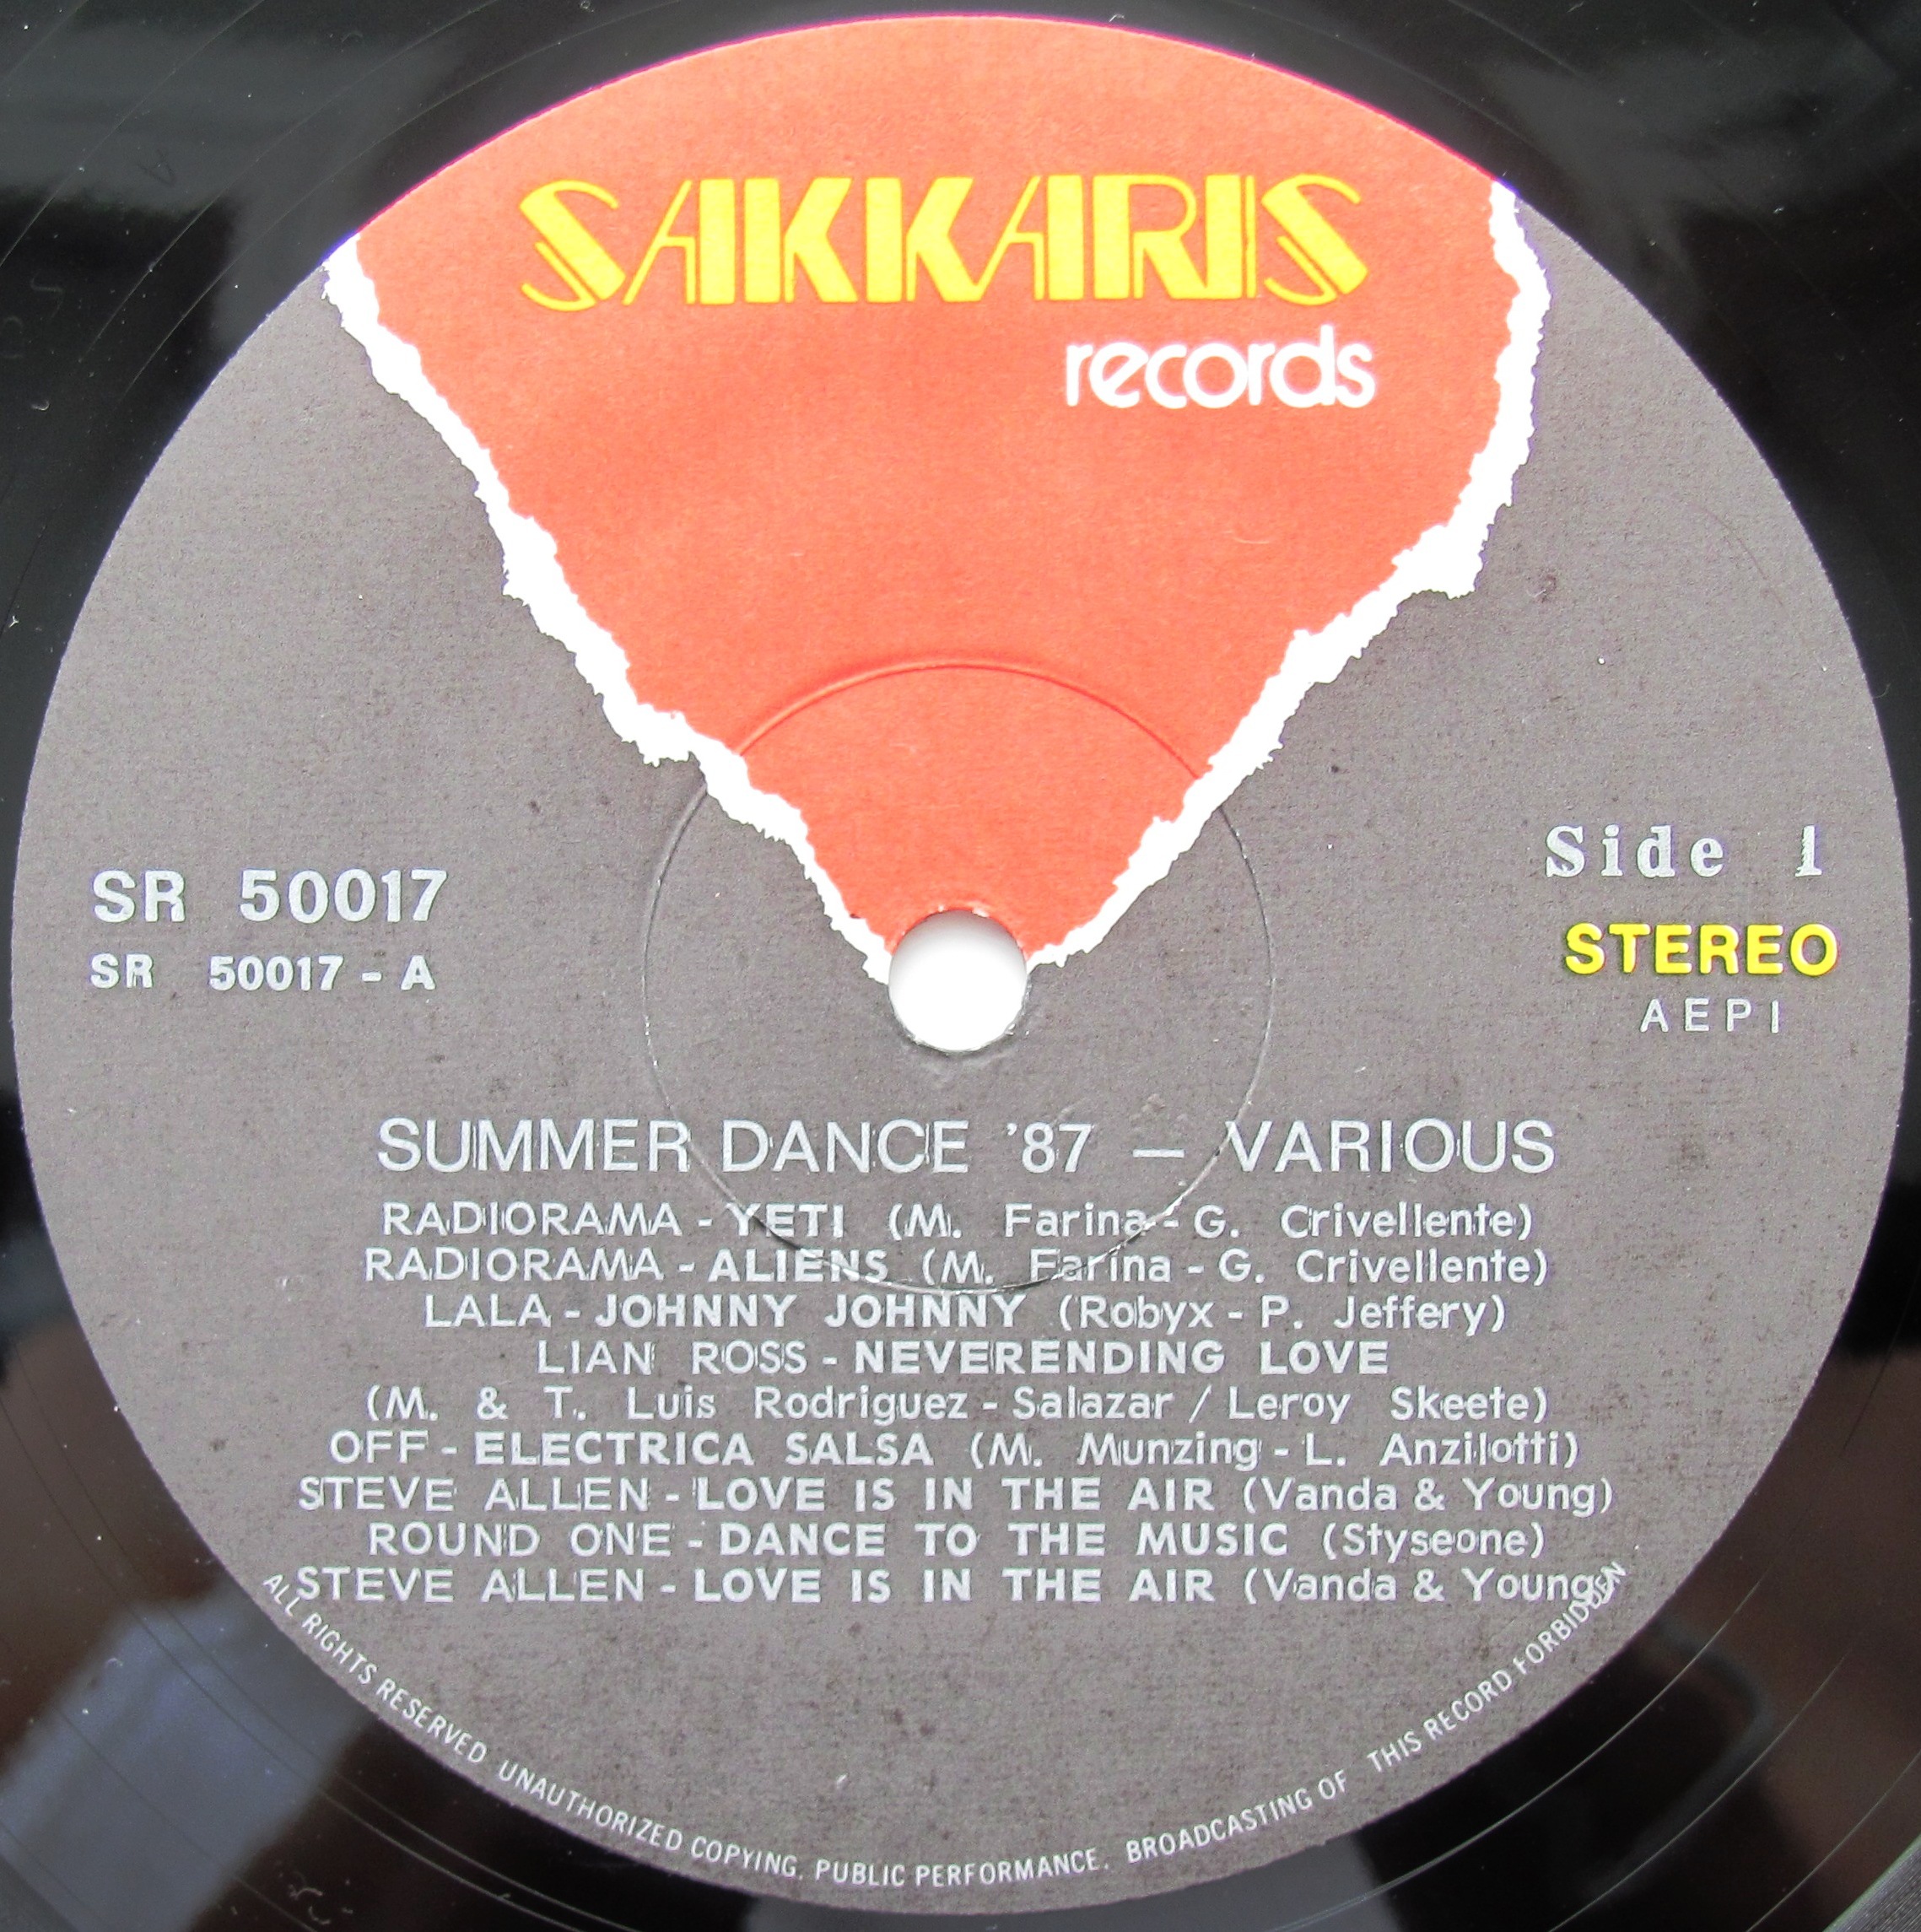 SAKKARIS
records
Side 1
SR 50017
STEREO
SR 50017 - A
AEPI
SUMMER DANCE '87 — VARIOUS
RADIORAMA - YETI (M. Farina - G. Crivellente)
RADIORAMA - ALIENS (M. Farina - G. Crivellente)
LALA - JOHNNY JOHNNY (Robyx - P. Jeffery)
LIAN ROSS - NEVERENDING LOVE
(M. & T. Luis Rodriguez - Salazar / Leroy Skeete)
OFF - ELECTRICA SALSA (M. Munzing - L. Anzilotti)
STEVE ALLEN - LOVE IS IN THE AIR (Vanda & Young)
ROUND ONE - DANCE TO THE MUSIC (Styseone)
STEVE ALLEN - LOVE IS IN THE AIR (Vanda & Young)
ALL RIGHTS RESERVED UNAUTHORIZED COPYING. PUBLIC PERFORMANCE. BROADCASTING OF THIS RECORD FORBIDDEN